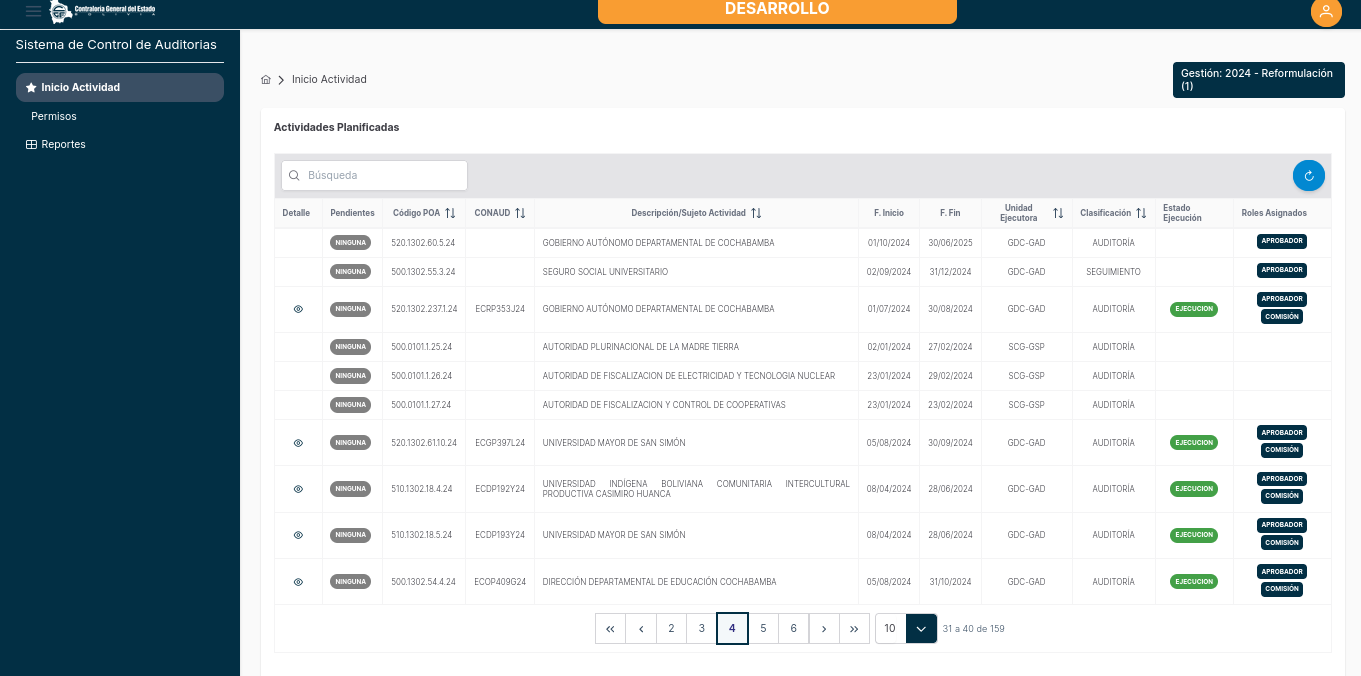 Contraloría General del Estado
BOLIVIA
DESARROLLO
Sistema de Control de Auditorias
Inicio Actividad
Permisos
Reportes
Inicio Actividad
Gestión: 2024 - Reformulación
(1)
Actividades Planificadas
Búsqueda
Detalle Pendientes Código POA CONAUD Descripción/Sujeto Actividad F. Inicio F. Fin Unidad Ejecutora Clasificación Estado Ejecución Roles Asignados
NINGUNA 520.1302.60.5.24 GOBIERNO AUTÓNOMO DEPARTAMENTAL DE COCHABAMBA 01/10/2024 30/06/2025 GDC-GAD AUDITORÍA APROBADOR
NINGUNA 500.1302.55.3.24 SEGURO SOCIAL UNIVERSITARIO 02/09/2024 31/12/2024 GDC-GAD SEGUIMIENTO APROBADOR
NINGUNA 520.1302.237.1.24 ECRP353J24 GOBIERNO AUTÓNOMO DEPARTAMENTAL DE COCHABAMBA 01/07/2024 30/08/2024 GDC-GAD AUDITORÍA EJECUCION APROBADOR
COMISIÓN
NINGUNA 500.0101.1.25.24 AUTORIDAD PLURINACIONAL DE LA MADRE TIERRA 02/01/2024 27/02/2024 SCG-GSP AUDITORÍA
NINGUNA 500.0101.1.26.24 AUTORIDAD DE FISCALIZACION DE ELECTRICIDAD Y TECNOLOGIA NUCLEAR 23/01/2024 29/02/2024 SCG-GSP AUDITORÍA
NINGUNA 500.0101.1.27.24 AUTORIDAD DE FISCALIZACION Y CONTROL DE COOPERATIVAS 23/01/2024 23/02/2024 SCG-GSP AUDITORÍA
NINGUNA 520.1302.61.10.24 ECGP397L24 UNIVERSIDAD MAYOR DE SAN SIMÓN 05/08/2024 30/09/2024 GDC-GAD AUDITORÍA EJECUCION APROBADOR
COMISIÓN
NINGUNA 510.1302.18.4.24 ECDP192Y24 UNIVERSIDAD INDÍGENA BOLIVIANA COMUNITARIA INTERCULTURAL PRODUCTIVA CASIMIRO HUANCA 08/04/2024 28/06/2024 GDC-GAD AUDITORÍA EJECUCION APROBADOR
COMISIÓN
NINGUNA 510.1302.18.5.24 ECDP193Y24 UNIVERSIDAD MAYOR DE SAN SIMÓN 08/04/2024 28/06/2024 GDC-GAD AUDITORÍA EJECUCION APROBADOR
COMISIÓN
NINGUNA 500.1302.54.4.24 ECOP409G24 DIRECCIÓN DEPARTAMENTAL DE EDUCACIÓN COCHABAMBA 05/08/2024 31/10/2024 GDC-GAD AUDITORÍA EJECUCION APROBADOR
COMISIÓN
« ‹ 2 3 4 5 6 › » 10 31 a 40 de 159